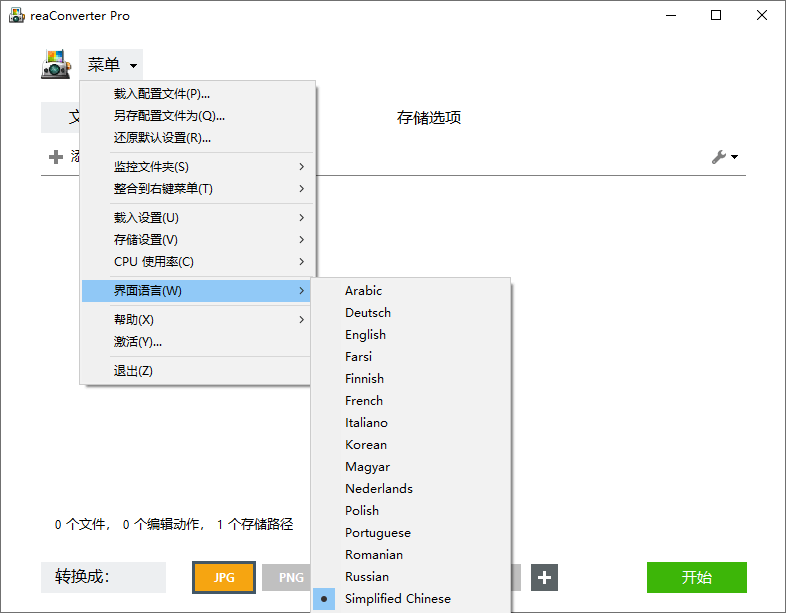 reaConverter Pro
菜单
载入配置文件(P)...
另存配置文件为(Q)...
还原默认设置(R)...
监控文件夹(S)
整合到右键菜单(T)
载入设置(U)
存储设置(V)
CPU 使用率(C)
界面语言(W)
帮助(X)
激活(Y)...
退出(Z)
存储选项
Arabic
Deutsch
English
Farsi
Finnish
French
Italiano
Korean
Magyar
Nederlands
Polish
Portuguese
Romanian
Russian
Simplified Chinese
0 个文件， 0 个编辑动作， 1 个存储路径
转换成：
JPG
PNG
开始